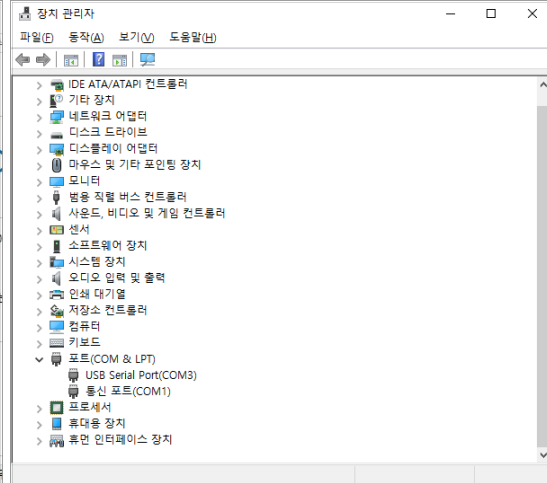 장치 관리자
파일(F) 동작(A) 보기(V) 도움말(H)
IDE ATA/ATAPI 컨트롤러
기타 장치
네트워크 어댑터
디스크 드라이브
디스플레이 어댑터
마우스 및 기타 포인팅 장치
모니터
범용 직렬 버스 컨트롤러
사운드, 비디오 및 게임 컨트롤러
센서
소프트웨어 장치
시스템 장치
오디오 입력 및 출력
인쇄 대기열
저장소 컨트롤러
컴퓨터
키보드
포트(COM & LPT)
USB Serial Port(COM3)
통신 포트(COM1)
프로세서
휴대용 장치
휴먼 인터페이스 장치